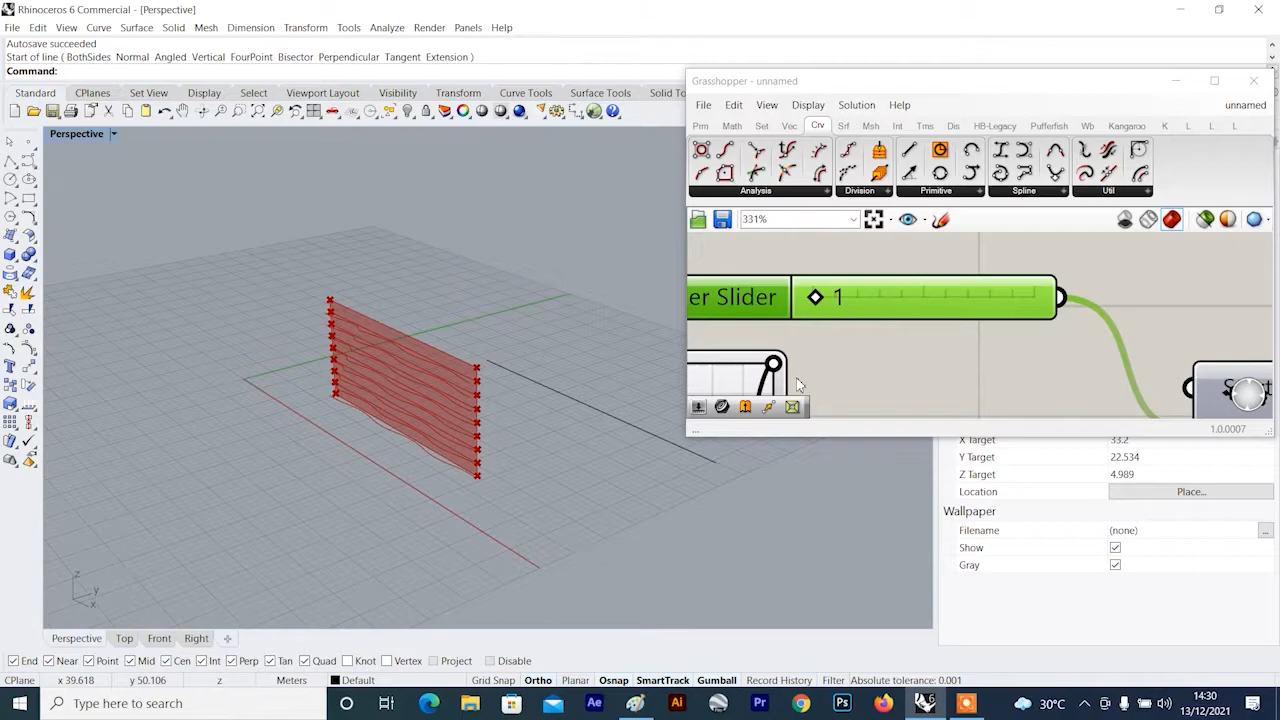 Rhinoceros 6 Commercial - [Perspective]
File Edit View Curve Surface Solid Mesh Dimension Transform Tools Analyze Render Panels Help
Autosave succeeded
Start of line ( BothSides Normal Angled Vertical FourPoint Bisector Perpendicular Tangent Extension )
Command:
Standard CPlanes Set View Display Select Viewport Layout Visibility Transform Curve Tools Surface Tools Solid To
Perspective
Grasshopper - unnamed
File Edit View Display Solution Help unnamed
Prm Math Set Vec Crv Srf Msh Int Trns Dis HB-Legacy Pufferfish Wb Kangaroo K L L L
Analysis Division Primitive Spline Util
331%
er Slider 1
...
1.0.0007
X Target 33.2
Y Target 22.534
Z Target 4.989
Location Place...
Wallpaper
Filename (none) ...
Show
Gray
z
y
x
Perspective Top Front Right
End Near Point Mid Cen Int Perp Tan Quad Knot Vertex Project Disable
CPlane x 39.618 y 50.106 z Meters Default Grid Snap Ortho Planar Osnap SmartTrack Gumball Record History Filter Absolute tolerance: 0.001
Type here to search
Ae Ai Pr Ps
30°C
14:30
13/12/2021